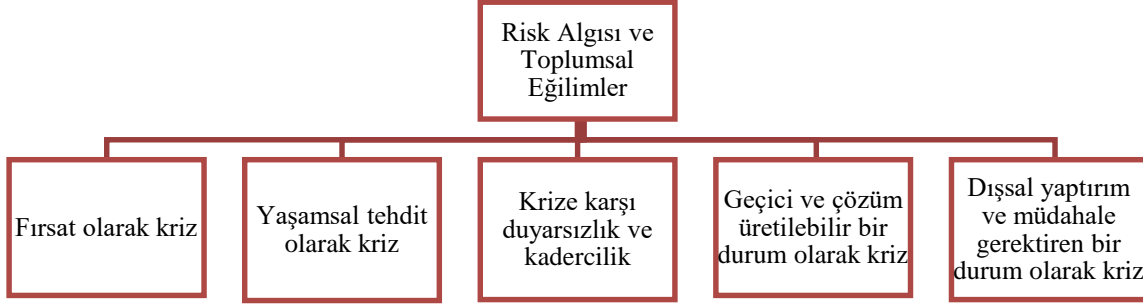 Risk Algısı ve
Toplumsal
Eğilimler
Fırsat olarak kriz
Yaşamsal tehdit
olarak kriz
Krize karşı
duyarsızlık ve
kadercilik
Geçici ve çözüm
üretilebilir bir
durum olarak kriz
Dışsal yaptırım
ve müdahale
gerektiren bir
durum olarak kriz